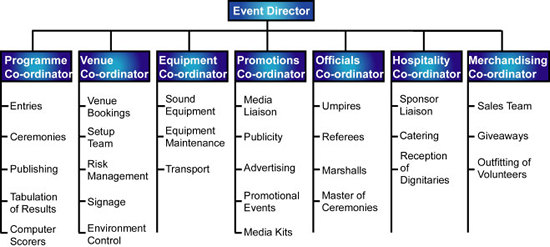 Event Director
Programme
Co-ordinator
Venue
Co-ordinator
Equipment
Co-ordinator
Promotions
Co-ordinator
Officials
Co-ordinator
Hospitality
Co-ordinator
Merchandising
Co-ordinator
Entries
Ceremonies
Publishing
Tabulation
of Results
Computer
Scorers
Venue
Bookings
Setup
Team
Risk
Management
Signage
Environment
Control
Sound
Equipment
Equipment
Maintenance
Transport
Media
Liaison
Publicity
Advertising
Promotional
Events
Media Kits
Umpires
Referees
Marshalls
Master of
Ceremonies
Sponsor
Liaison
Catering
Reception
of
Dignitaries
Sales Team
Giveaways
Outfitting of
Volunteers